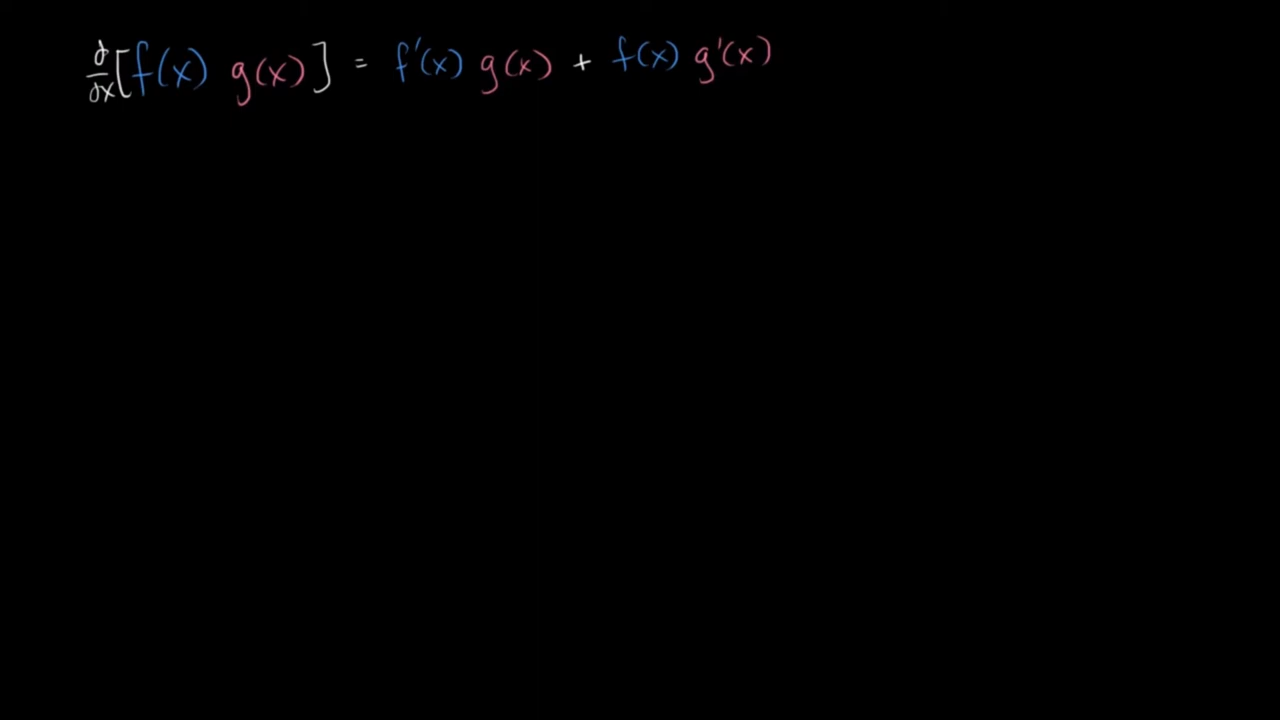 d/dx [f(x) g(x)] = f'(x) g(x) + f(x) g'(x)